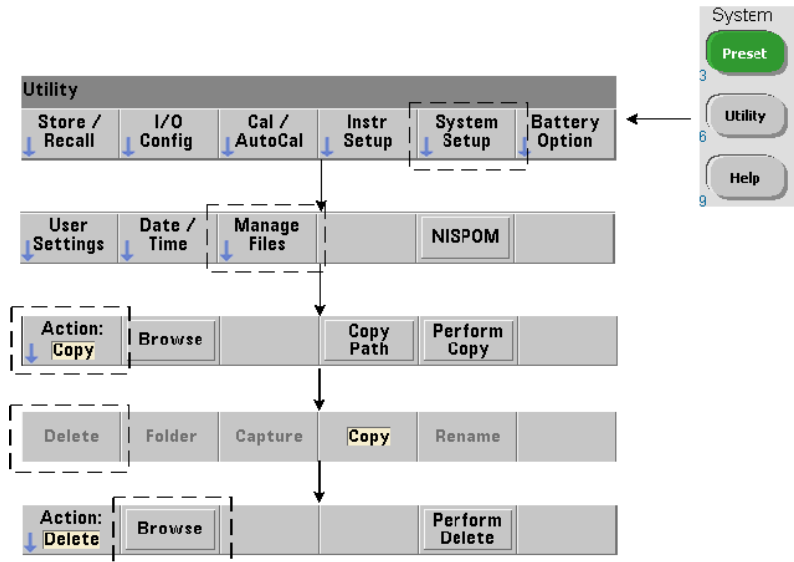 System
Preset
3
Utility
6
Help
9
Utility
Store / Recall
I/O Config
Cal / AutoCal
Instr Setup
System Setup
Battery Option
User Settings
Date / Time
Manage Files
NISPOM
Action: Copy
Browse
Copy Path
Perform Copy
Delete
Folder
Capture
Copy
Rename
Action: Delete
Browse
Perform Delete